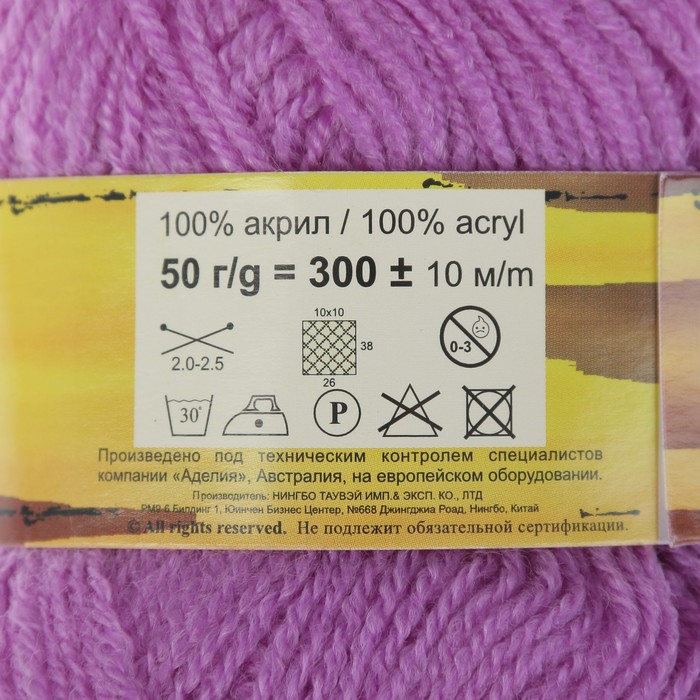 100% акрил / 100% acryl
50 г/g = 300 ± 10 м/m
10x10
38
0-3
2.0-2.5
26
30°
P
Произведено под техническим контролем специалистов
компании «Аделия», Австралия, на европейском оборудовании.
Производитель: НИНГБО ТАУВЭЙ ИМП.& ЭКСП. КО., ЛТД
РМ9-6 Билдинг 1, Юинчен Бизнес Центер, №668 Джингджиа Роад, Нингбо, Китай
© All rights reserved. Не подлежит обязательной сертификации.